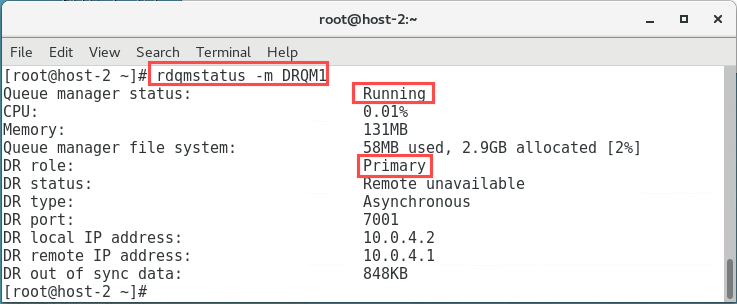 root@host-2:~
File Edit View Search Terminal Help
[root@host-2 ~]# rdqmstatus -m DRQM1
Queue manager status: Running
CPU: 0.01%
Memory: 131MB
Queue manager file system: 58MB used, 2.9GB allocated [2%]
DR role: Primary
DR status: Remote unavailable
DR type: Asynchronous
DR port: 7001
DR local IP address: 10.0.4.2
DR remote IP address: 10.0.4.1
DR out of sync data: 848KB
[root@host-2 ~]#